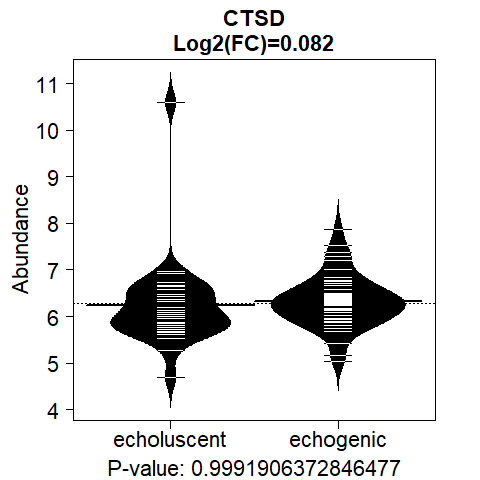 CTSD
Log2(FC)=0.082
Abundance
11
10
9
8
7
6
5
4
echoluscent echogenic
P-value: 0.9991906372846477